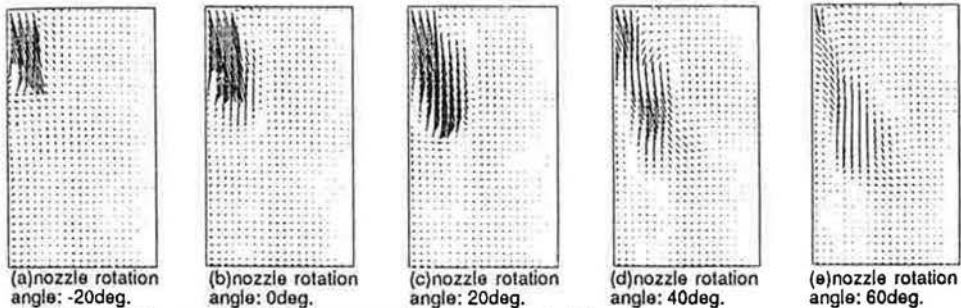 (a)nozzle rotation
angle: -20deg.
(b)nozzle rotation
angle: 0deg.
(c)nozzle rotation
angle: 20deg.
(d)nozzle rotation
angle: 40deg.
(e)nozzle rotation
angle: 60deg.